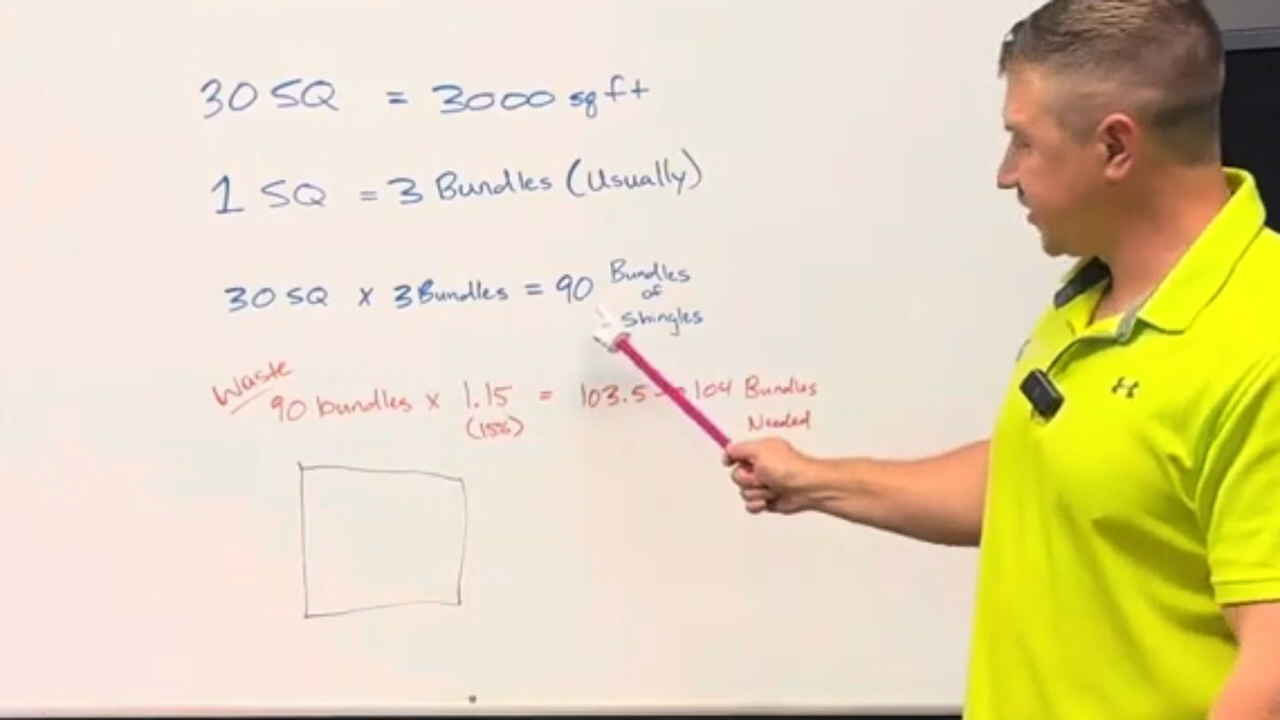 30 SQ = 3000 sq ft
1 SQ = 3 Bundles (Usually)
30 SQ x 3 Bundles = 90 Bundles
of
Shingles
Waste
90 bundles x 1.15 = 103.5 104 Bundles
(15%)
Needed